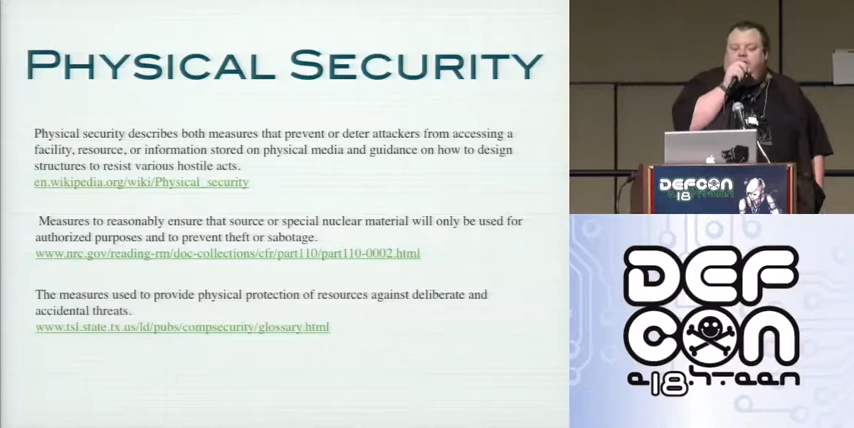 PHYSICAL SECURITY
Physical security describes both measures that prevent or deter attackers from accessing a
facility, resource, or information stored on physical media and guidance on how to design
structures to resist various hostile acts.
en.wikipedia.org/wiki/Physical_security
Measures to reasonably ensure that source or special nuclear material will only be used for
authorized purposes and to prevent theft or sabotage.
www.nrc.gov/reading-rm/doc-collections/cfr/part110/part110-0002.html
The measures used to provide physical protection of resources against deliberate and
accidental threats.
www.tsl.state.tx.us/ld/pubs/compsecurity/glossary.html
DEFCON
18
DEF
CON
e18hteen